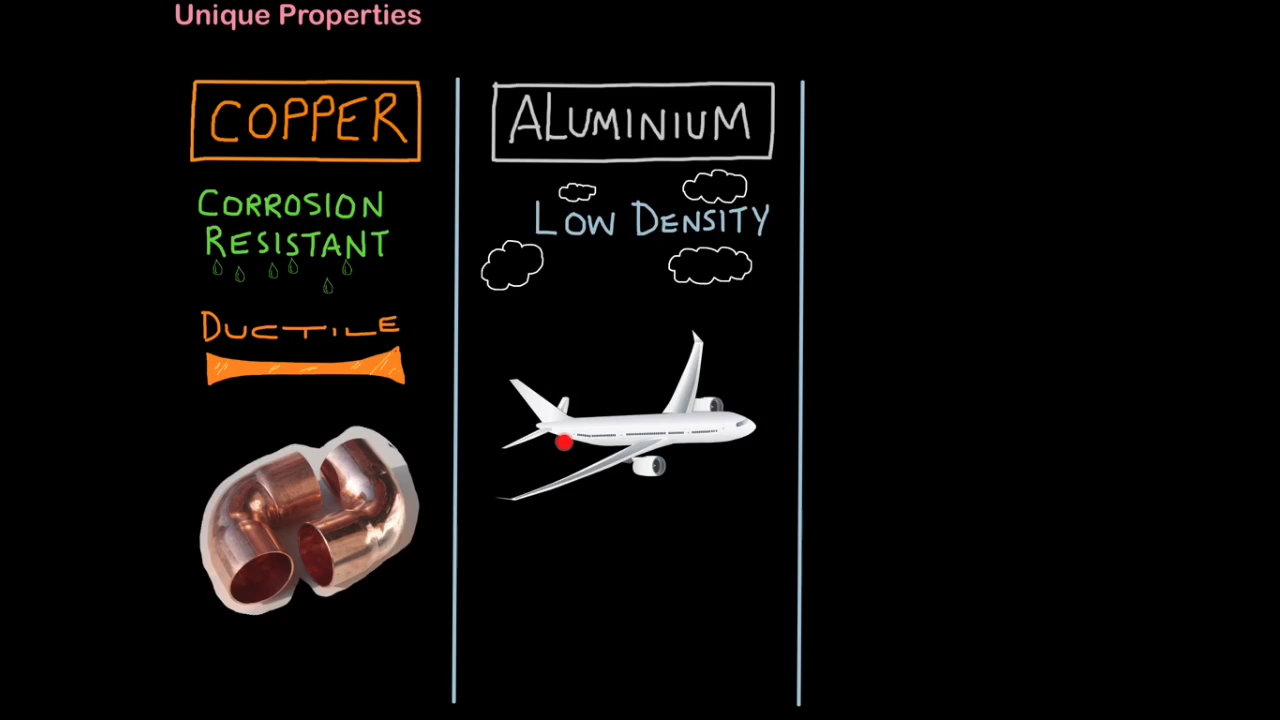 Unique Properties
COPPER
CORROSION
RESISTANT
DUCTILE
ALUMINIUM
LOW DENSITY